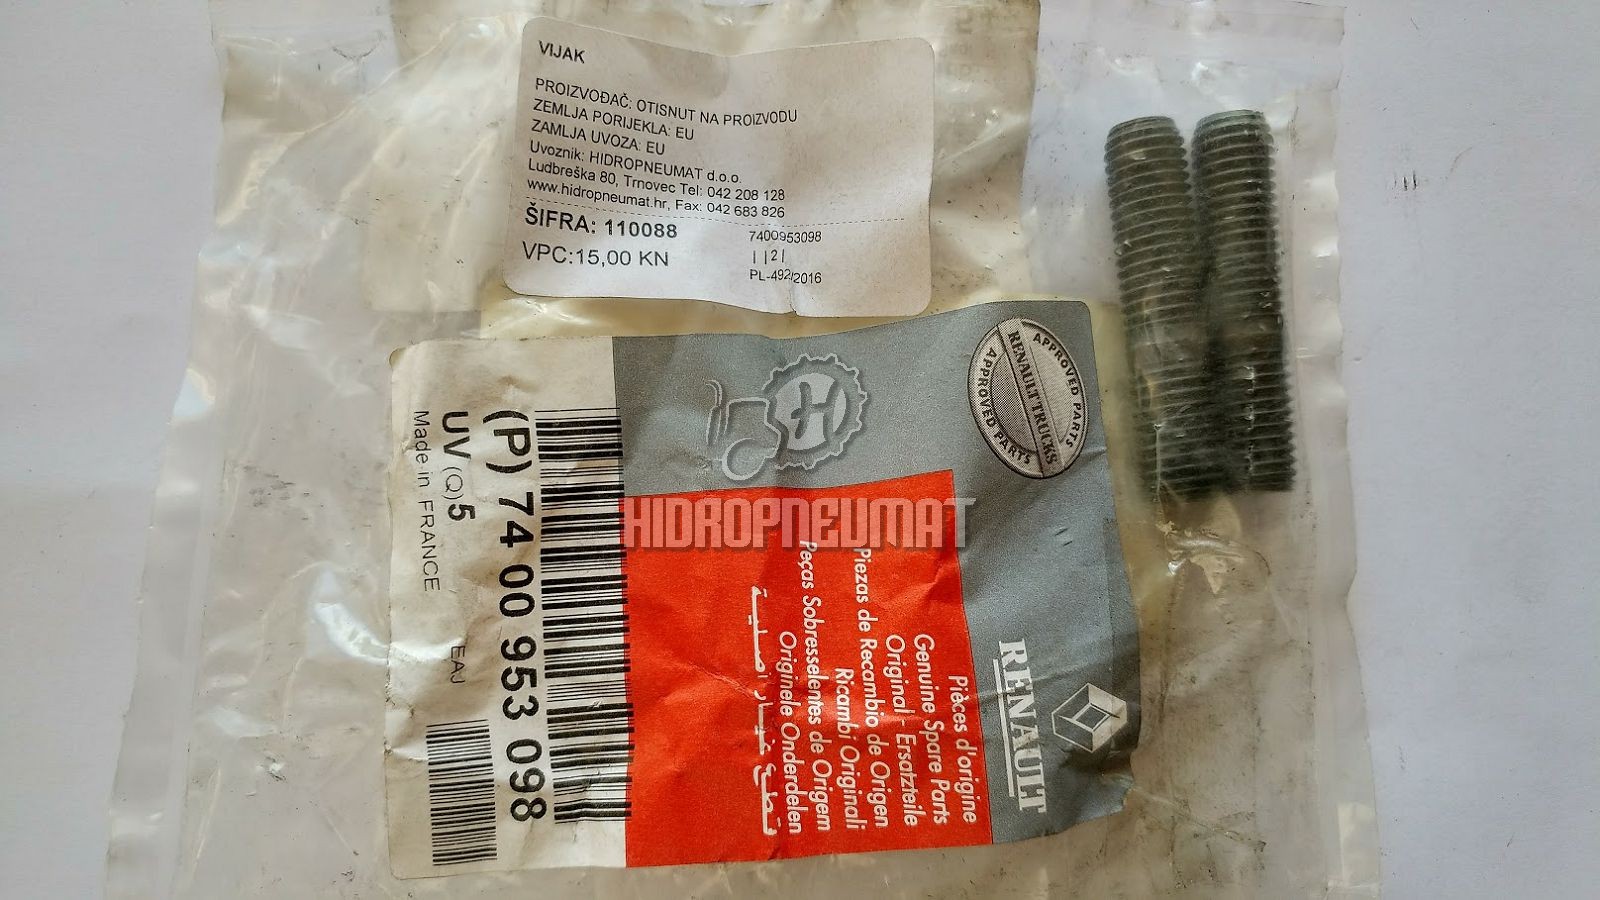 VIJAK
PROIZVOĐAČ: OTISNUT NA PROIZVODU
ZEMLJA PORIJEKLA: EU
ZAMLJA UVOZA: EU
Uvoznik: HIDROPNEUMAT d.o.o.
Ludbreška 80, Trnovec Tel: 042 208 128
www.hidropneumat.hr, Fax: 042 683 826
ŠIFRA: 110088
7400953098
VPC:15,00 KN
| |2|
PL-492/2016
(P) 74 00 953 098
UV (Q)5
Made in FRANCE
EAJ
APPROVED PARTS
RENAULT TRUCKS
APPROVED PARTS
H
HIDROPNEUMAT
RENAULT
Pièces d'origine
Genuine Spare Parts
Original - Ersatzteile
Piezas de Recambio de Origen
Ricambi Originali
Peças Sobresselentes de Origem
Originele Onderdelen
قطع غيار اصلية